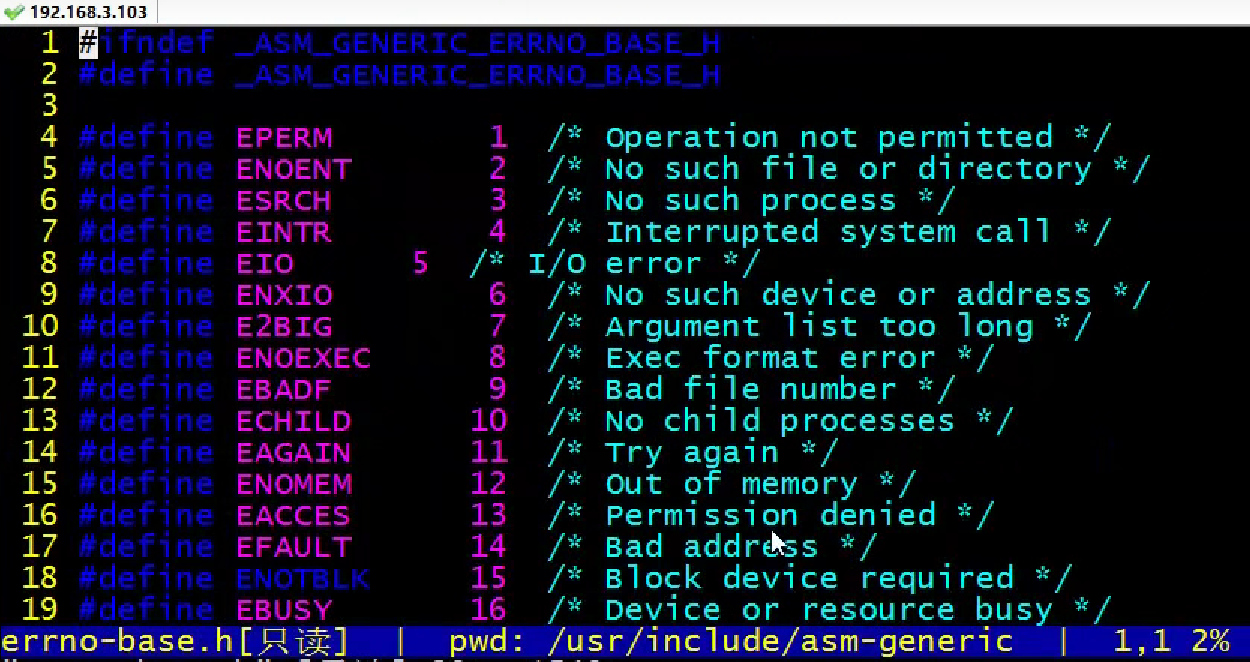 192.168.3.103
1 #ifndef _ASM_GENERIC_ERRNO_BASE_H
2 #define _ASM_GENERIC_ERRNO_BASE_H
3
4 #define EPERM 1 /* Operation not permitted */
5 #define ENOENT 2 /* No such file or directory */
6 #define ESRCH 3 /* No such process */
7 #define EINTR 4 /* Interrupted system call */
8 #define EIO 5 /* I/O error */
9 #define ENXIO 6 /* No such device or address */
10 #define E2BIG 7 /* Argument list too long */
11 #define ENOEXEC 8 /* Exec format error */
12 #define EBADF 9 /* Bad file number */
13 #define ECHILD 10 /* No child processes */
14 #define EAGAIN 11 /* Try again */
15 #define ENOMEM 12 /* Out of memory */
16 #define EACCES 13 /* Permission denied */
17 #define EFAULT 14 /* Bad address */
18 #define ENOTBLK 15 /* Block device required */
19 #define EBUSY 16 /* Device or resource busy */
errno-base.h[只读] | pwd: /usr/include/asm-generic | 1,1 2%